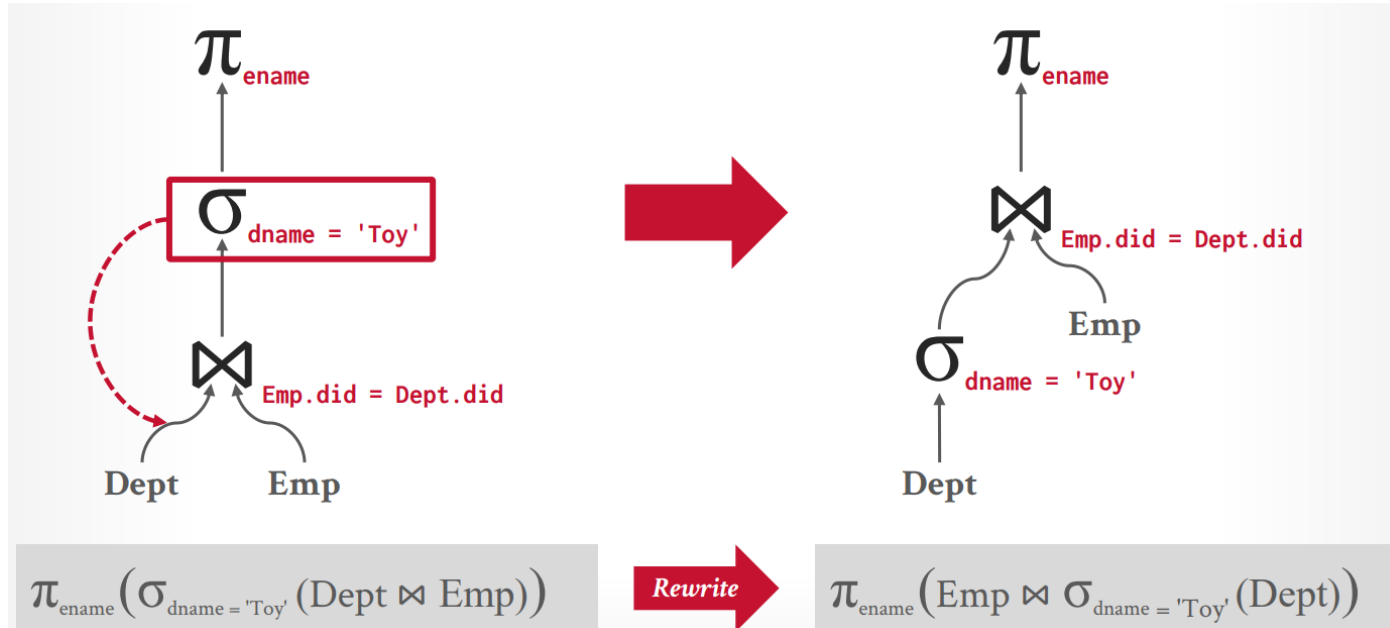 π ename
σ dname = 'Toy'
⋈ Emp.did = Dept.did
Dept Emp
π ename
⋈ Emp.did = Dept.did
Emp
σ dname = 'Toy'
Dept
π ename (σ dname = 'Toy' (Dept ⋈ Emp))
Rewrite
π ename (Emp ⋈ σ dname = 'Toy' (Dept))